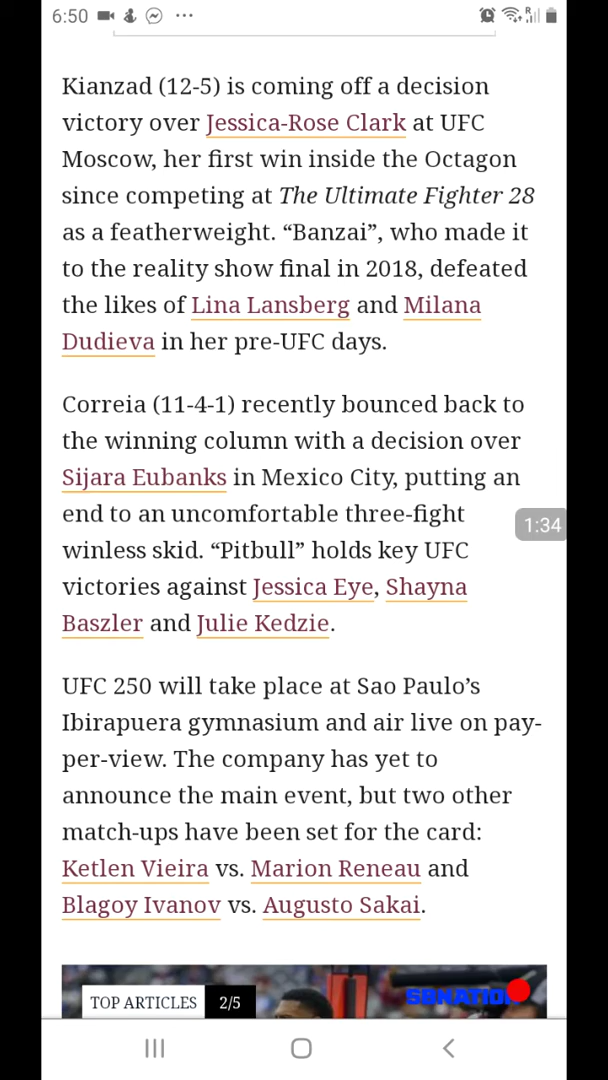 6:50
Kianzad (12-5) is coming off a decision
victory over Jessica-Rose Clark at UFC
Moscow, her first win inside the Octagon
since competing at The Ultimate Fighter 28
as a featherweight. “Banzai”, who made it
to the reality show final in 2018, defeated
the likes of Lina Lansberg and Milana
Dudieva in her pre-UFC days.
Correia (11-4-1) recently bounced back to
the winning column with a decision over
Sijara Eubanks in Mexico City, putting an
end to an uncomfortable three-fight
1:34
winless skid. “Pitbull” holds key UFC
victories against Jessica Eye, Shayna
Baszler and Julie Kedzie.
UFC 250 will take place at Sao Paulo’s
Ibirapuera gymnasium and air live on pay-
per-view. The company has yet to
announce the main event, but two other
match-ups have been set for the card:
Ketlen Vieira vs. Marion Reneau and
Blagoy Ivanov vs. Augusto Sakai.
TOP ARTICLES 2/5